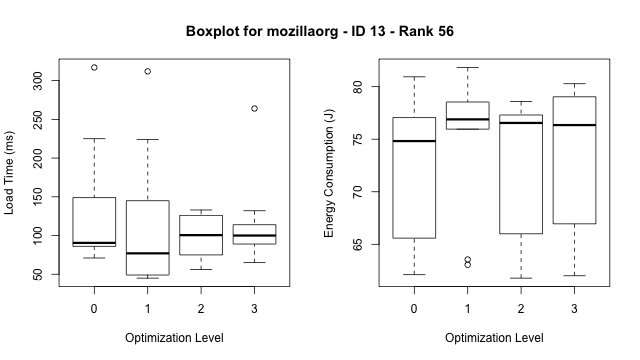 Boxplot for mozillaorg - ID 13 - Rank 56
Load Time (ms)
300
250
200
150
100
50
0 1 2 3
Optimization Level
Energy Consumption (J)
80
75
70
65
0 1 2 3
Optimization Level